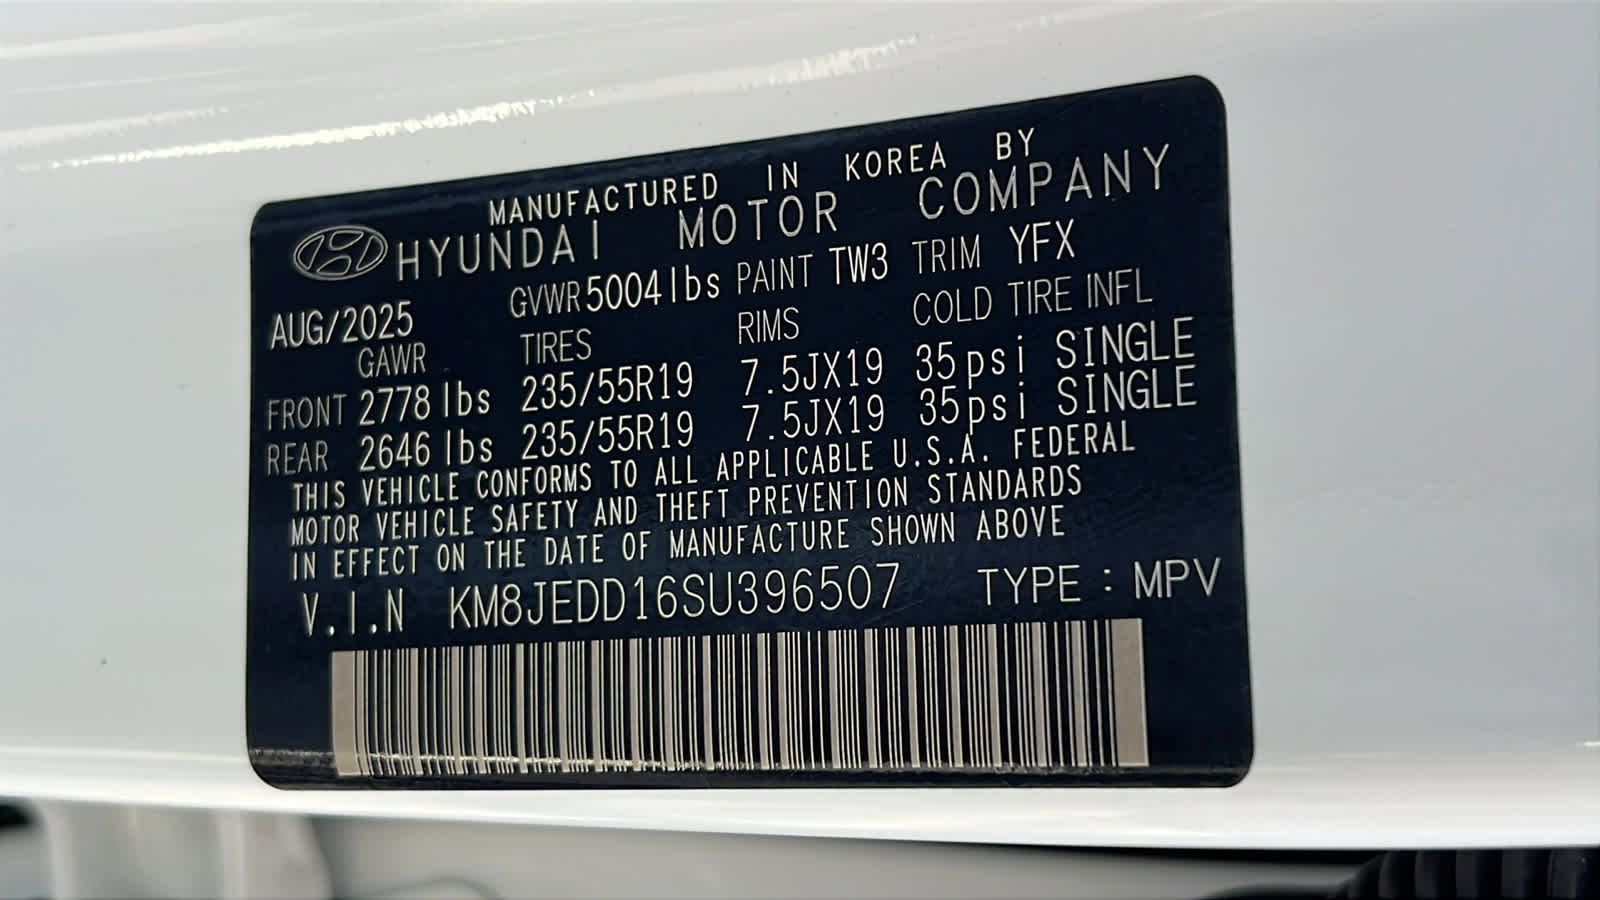 MANUFACTURED IN KOREA BY
HYUNDAI MOTOR COMPANY
AUG/2025 GVWR 5004 lbs PAINT TW3 TRIM YFX
GAWR TIRES RIMS COLD TIRE INFL
FRONT 2778 lbs 235/55R19 7.5JX19 35psi SINGLE
REAR 2646 lbs 235/55R19 7.5JX19 35psi SINGLE
THIS VEHICLE CONFORMS TO ALL APPLICABLE U.S.A. FEDERAL
MOTOR VEHICLE SAFETY AND THEFT PREVENTION STANDARDS
IN EFFECT ON THE DATE OF MANUFACTURE SHOWN ABOVE
V.I.N KM8JEDD16SU396507 TYPE : MPV